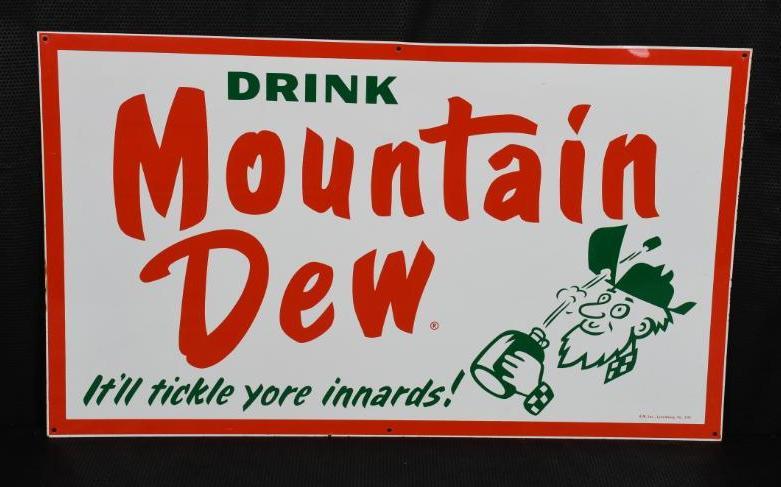 DRINK
Mountain
Dew®
It'll tickle yore innards!